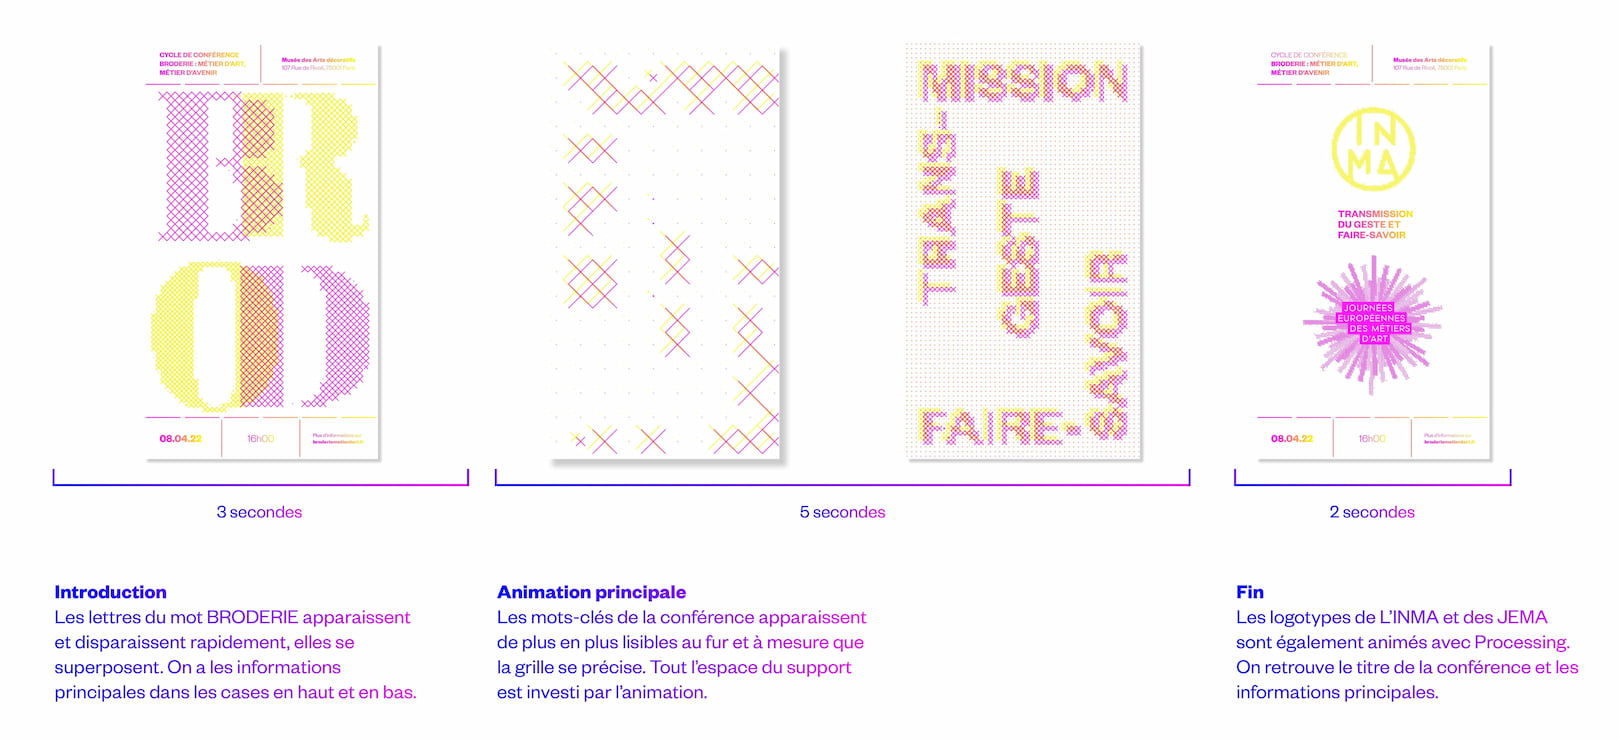 CYCLE DE CONFÉRENCE
BRODERIE : MÉTIER D'ART,
MÉTIER D'AVENIR
Musée des Arts décoratifs
107 Rue de Rivoli, 75001 Paris
B R
O D
08.04.22
16h00
Plus d'informations sur
MISSION
TRANS-
GESTE
SAVOIR
FAIRE-
CYCLE DE CONFÉRENCE
BRODERIE : MÉTIER D'ART,
MÉTIER D'AVENIR
Musée des Arts décoratifs
107 Rue de Rivoli, 75001 Paris
IN
MA
TRANSMISSION
DU GESTE ET
FAIRE-SAVOIR
JOURNÉES
EUROPÉENNES
DES MÉTIERS
D'ART
08.04.22
16h00
Plus d'informations sur
3 secondes
5 secondes
2 secondes
Introduction
Les lettres du mot BRODERIE apparaissent
et disparaissent rapidement, elles se
superposent. On a les informations
principales dans les cases en haut et en bas.
Animation principale
Les mots-clés de la conférence apparaissent
de plus en plus lisibles au fur et à mesure que
la grille se précise. Tout l'espace du support
est investi par l'animation.
Fin
Les logotypes de L'INMA et des JEMA
sont également animés avec Processing.
On retrouve le titre de la conférence et les
informations principales.